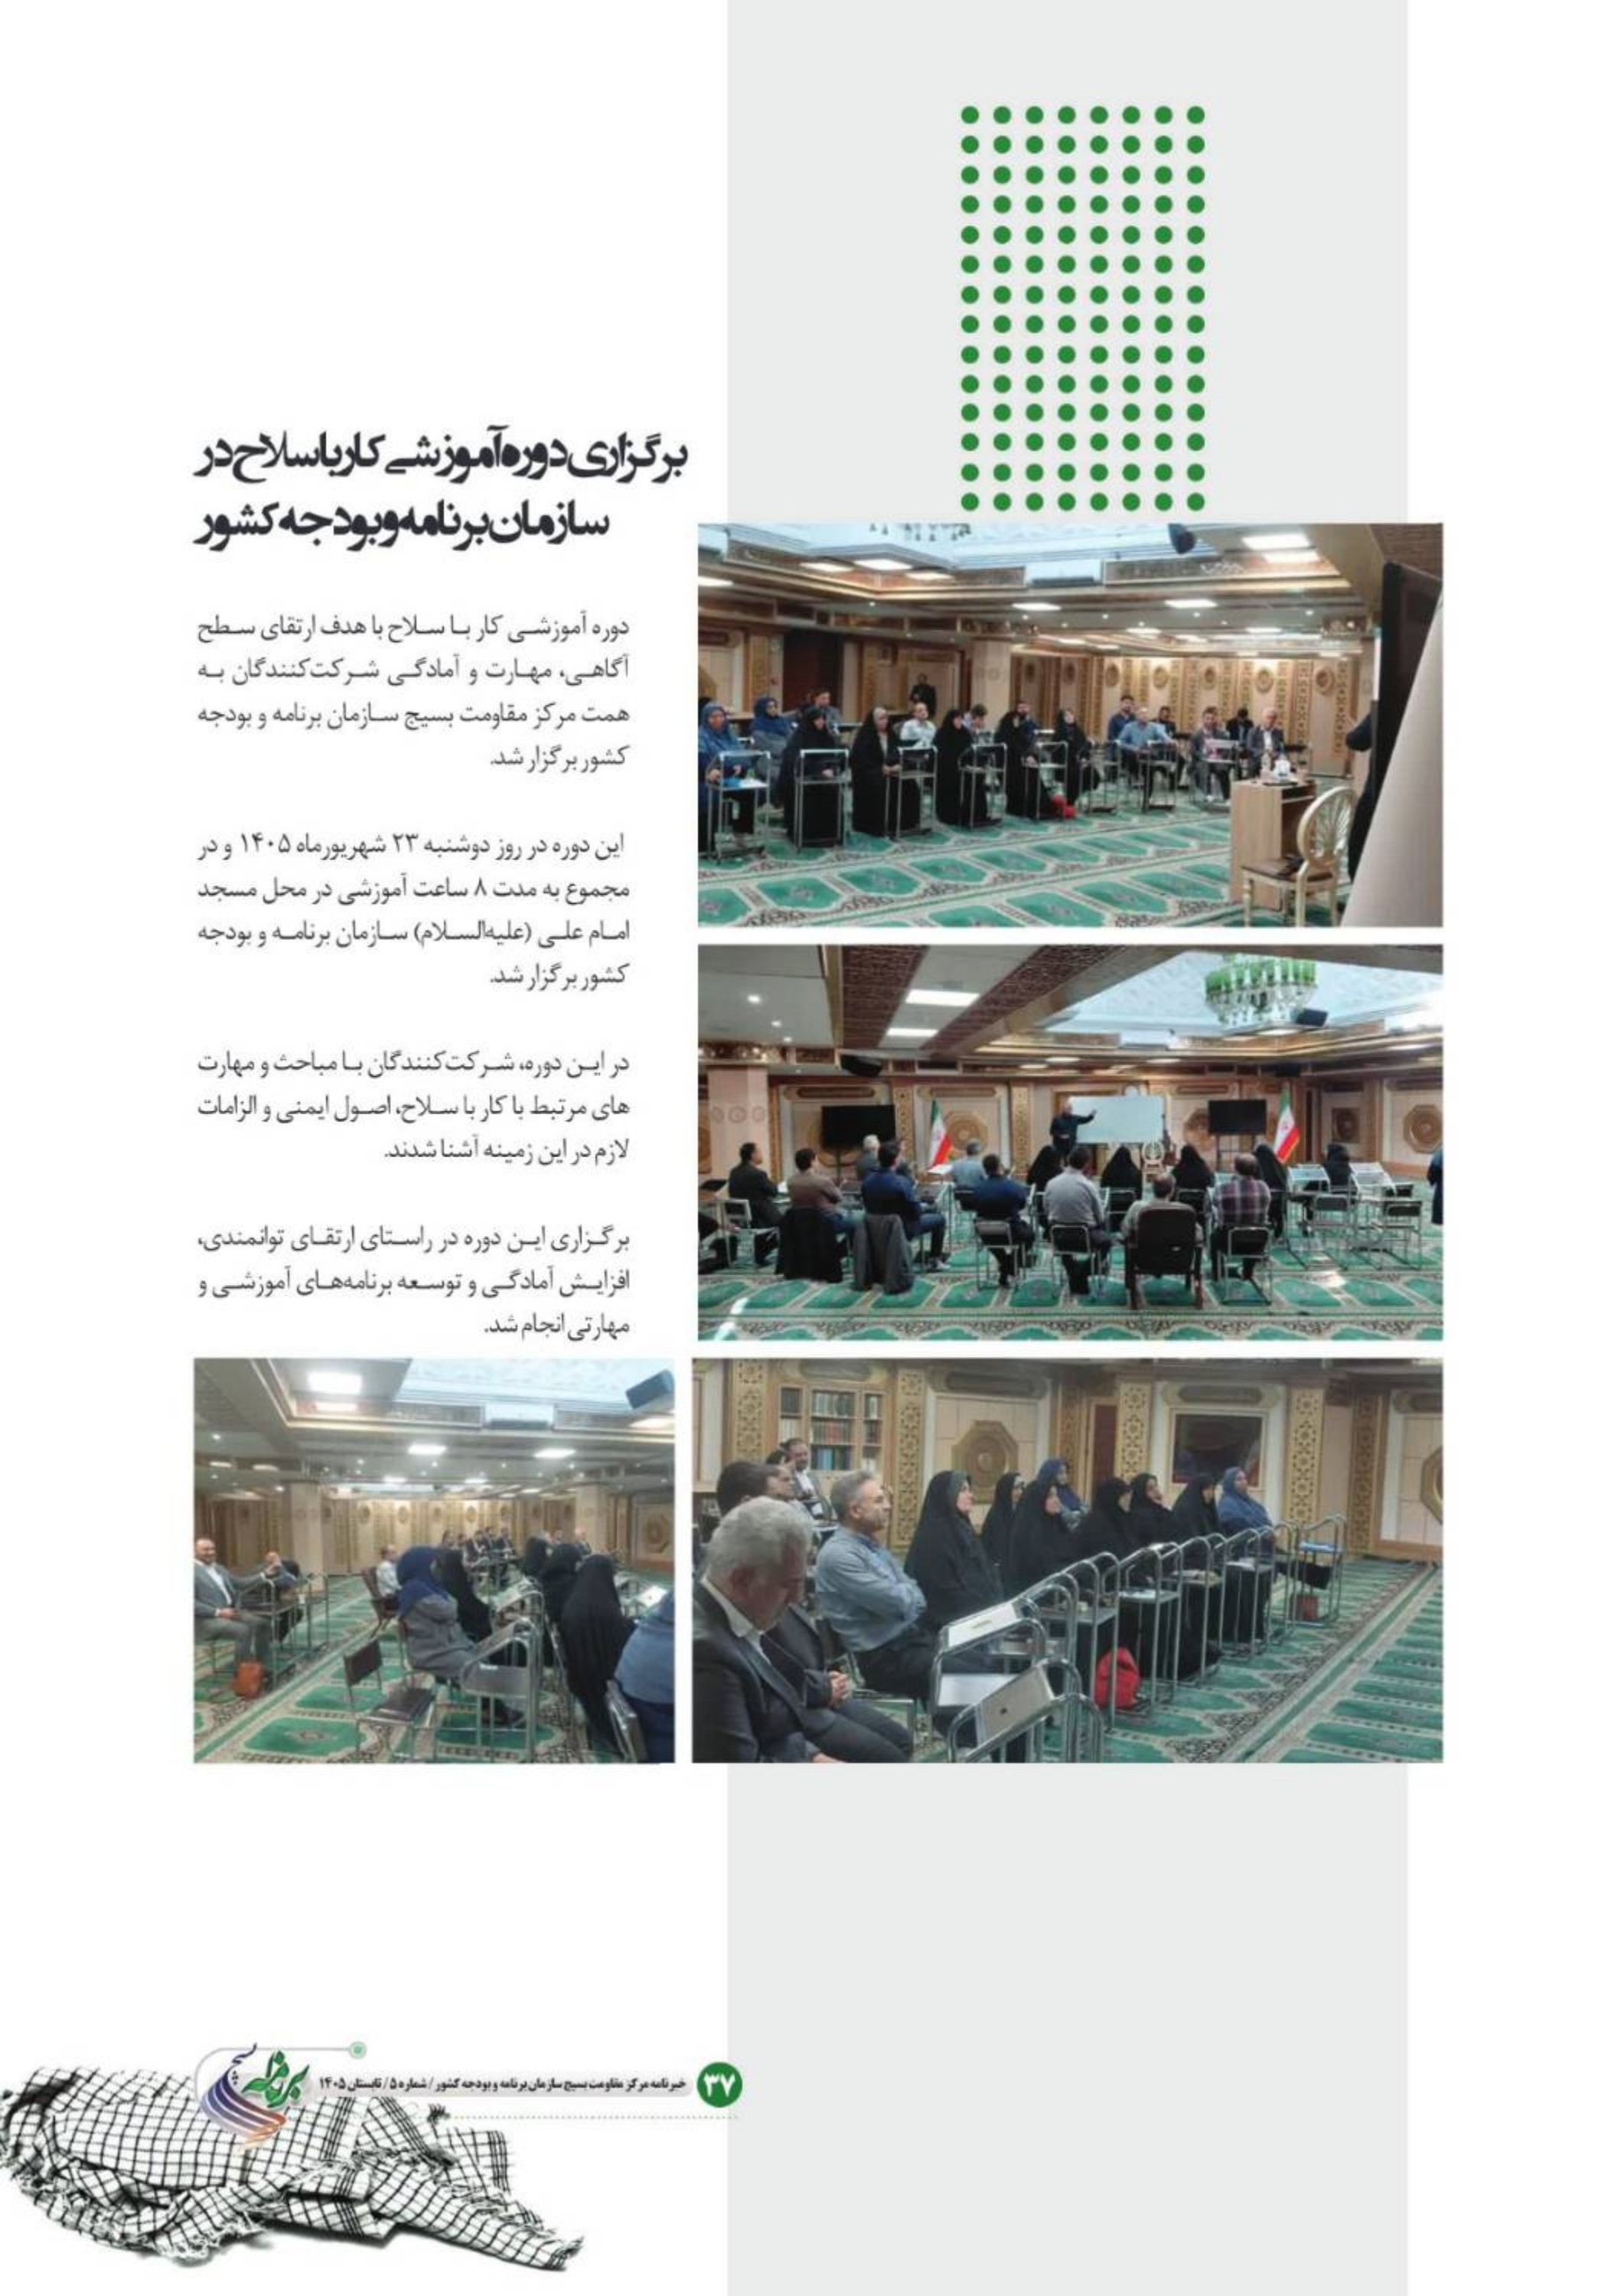 برگزاری دوره آموزشی کار با سلاح در
سازمان برنامه و بودجه کشور
دوره آموزشی کار با سلاح با هدف ارتقای سطح
آگاهی، مهارت و آمادگی شرکت‌کنندگان به
همت مرکز مقاومت بسیج سازمان برنامه و بودجه
کشور برگزار شد.
این دوره در روز دوشنبه ۲۳ شهریورماه ۱۴۰۵ و در
مجموع به مدت ۸ ساعت آموزشی در محل مسجد
امام علی (علیه‌السلام) سازمان برنامه و بودجه
کشور برگزار شد.
در این دوره، شرکت‌کنندگان با مباحث و مهارت
های مرتبط با کار با سلاح، اصول ایمنی و الزامات
لازم در این زمینه آشنا شدند.
برگزاری این دوره در راستای ارتقای توانمندی،
افزایش آمادگی و توسعه برنامه‌های آموزشی و
مهارتی انجام شد.
۳۷
خبرنامه مرکز مقاومت بسیج سازمان برنامه و بودجه کشور / شماره ۵ / تابستان ۱۴۰۵
برنامه